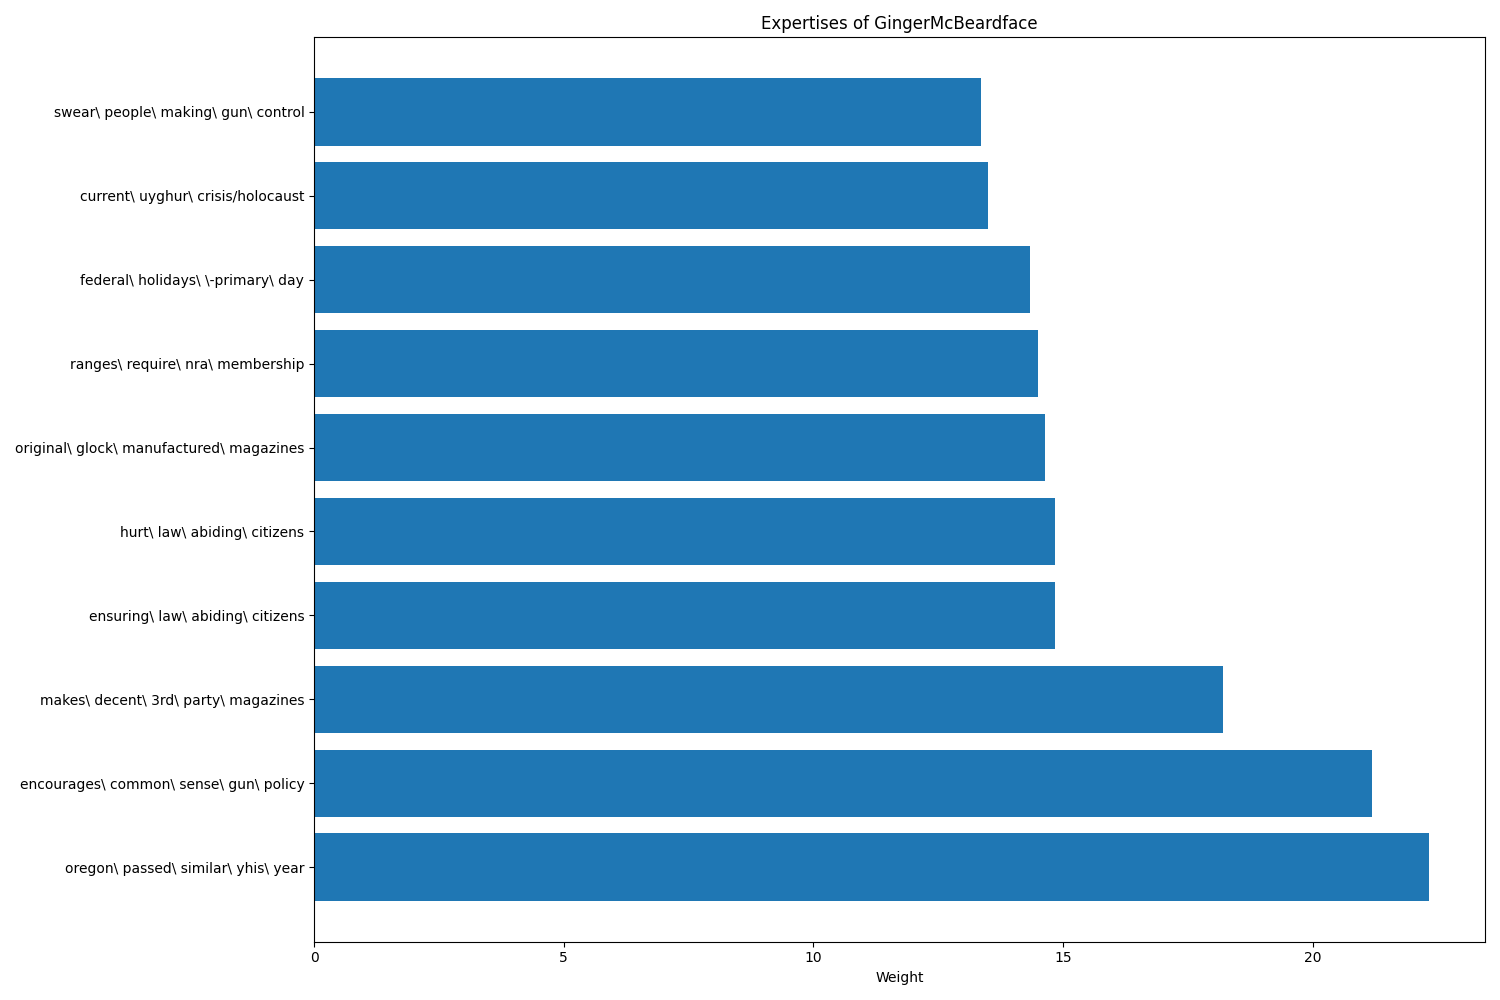 Expertises of GingerMcBeardface
swear\ people\ making\ gun\ control
current\ uyghur\ crisis/holocaust
federal\ holidays\ \-primary\ day
ranges\ require\ nra\ membership
original\ glock\ manufactured\ magazines
hurt\ law\ abiding\ citizens
ensuring\ law\ abiding\ citizens
makes\ decent\ 3rd\ party\ magazines
encourages\ common\ sense\ gun\ policy
oregon\ passed\ similar\ yhis\ year
0 5 10 15 20
Weight